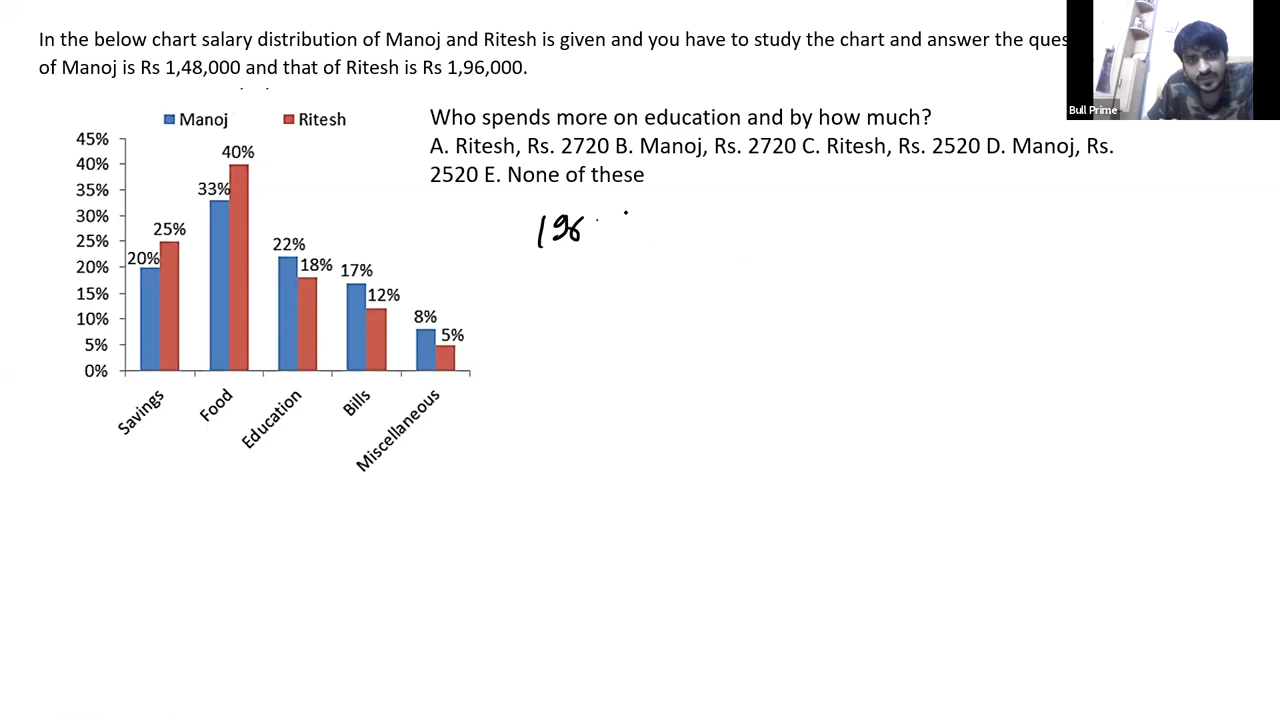 In the below chart salary distribution of Manoj and Ritesh is given and you have to study the chart and answer the
of Manoj is Rs 1,48,000 and that of Ritesh is Rs 1,96,000.
Bull Prime
Manoj Ritesh
Who spends more on education and by how much?
A. Ritesh, Rs. 2720 B. Manoj, Rs. 2720 C. Ritesh, Rs. 2520 D. Manoj, Rs.
2520 E. None of these
196
45%
40%
35%
30%
25%
20%
15%
10%
5%
0%
20%
25%
33%
40%
22%
18%
17%
12%
8%
5%
Savings
Food
Education
Bills
Miscellaneous